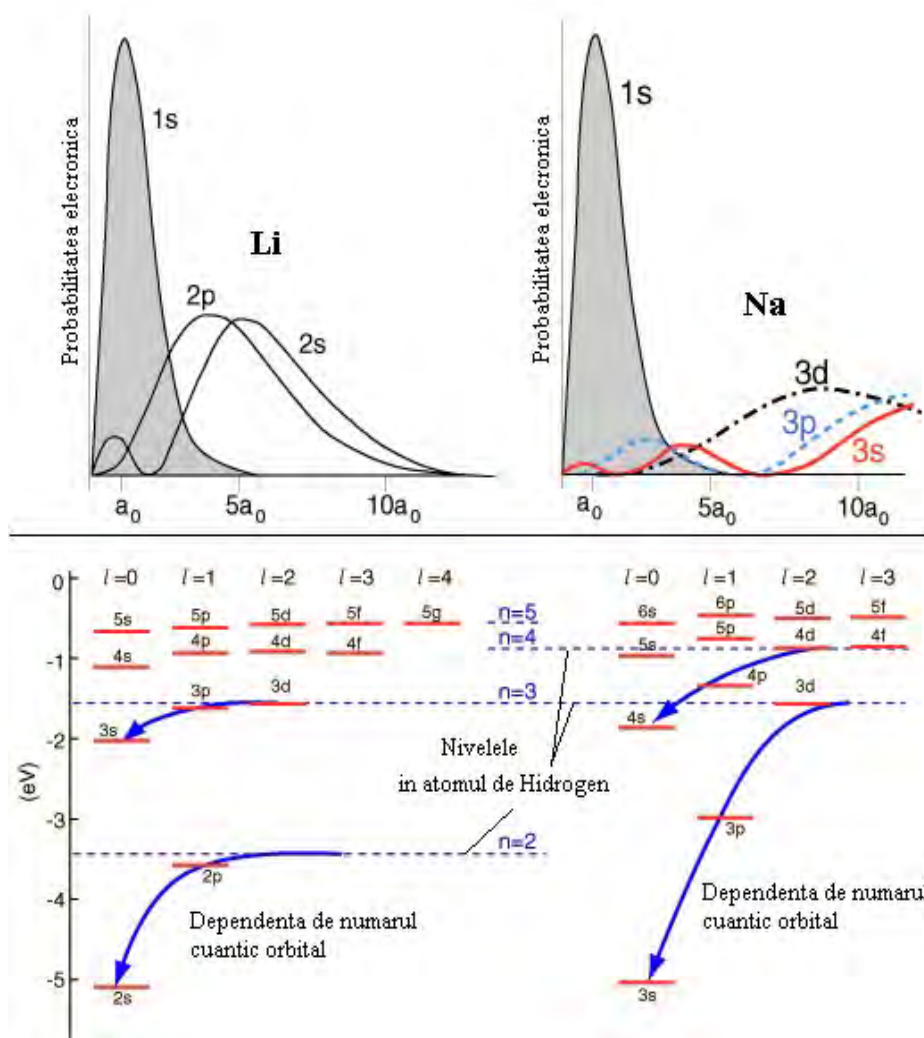 Probabilitatea elecronica
1s
Li
2p
2s
a₀
5a₀
10a₀
Probabilitatea elecronica
1s
Na
3d
3p
3s
a₀
5a₀
10a₀
0
-1
-2
-3
-4
-5
(eV)
l=0 l=1 l=2 l=3 l=4
5s 5p 5d 5f 5g
4s 4p 4d 4f
3s 3p 3d
2p
2s
n=5
n=4
n=3
n=2
Nivelele
in atomul de Hidrogen
Dependenta de numarul
cuantic orbital
l=0 l=1 l=2 l=3
6s 6p 5d 5f
5s 5p 4d 4f
4s 4p 3d
3p
3s
Dependenta de numarul
cuantic orbital